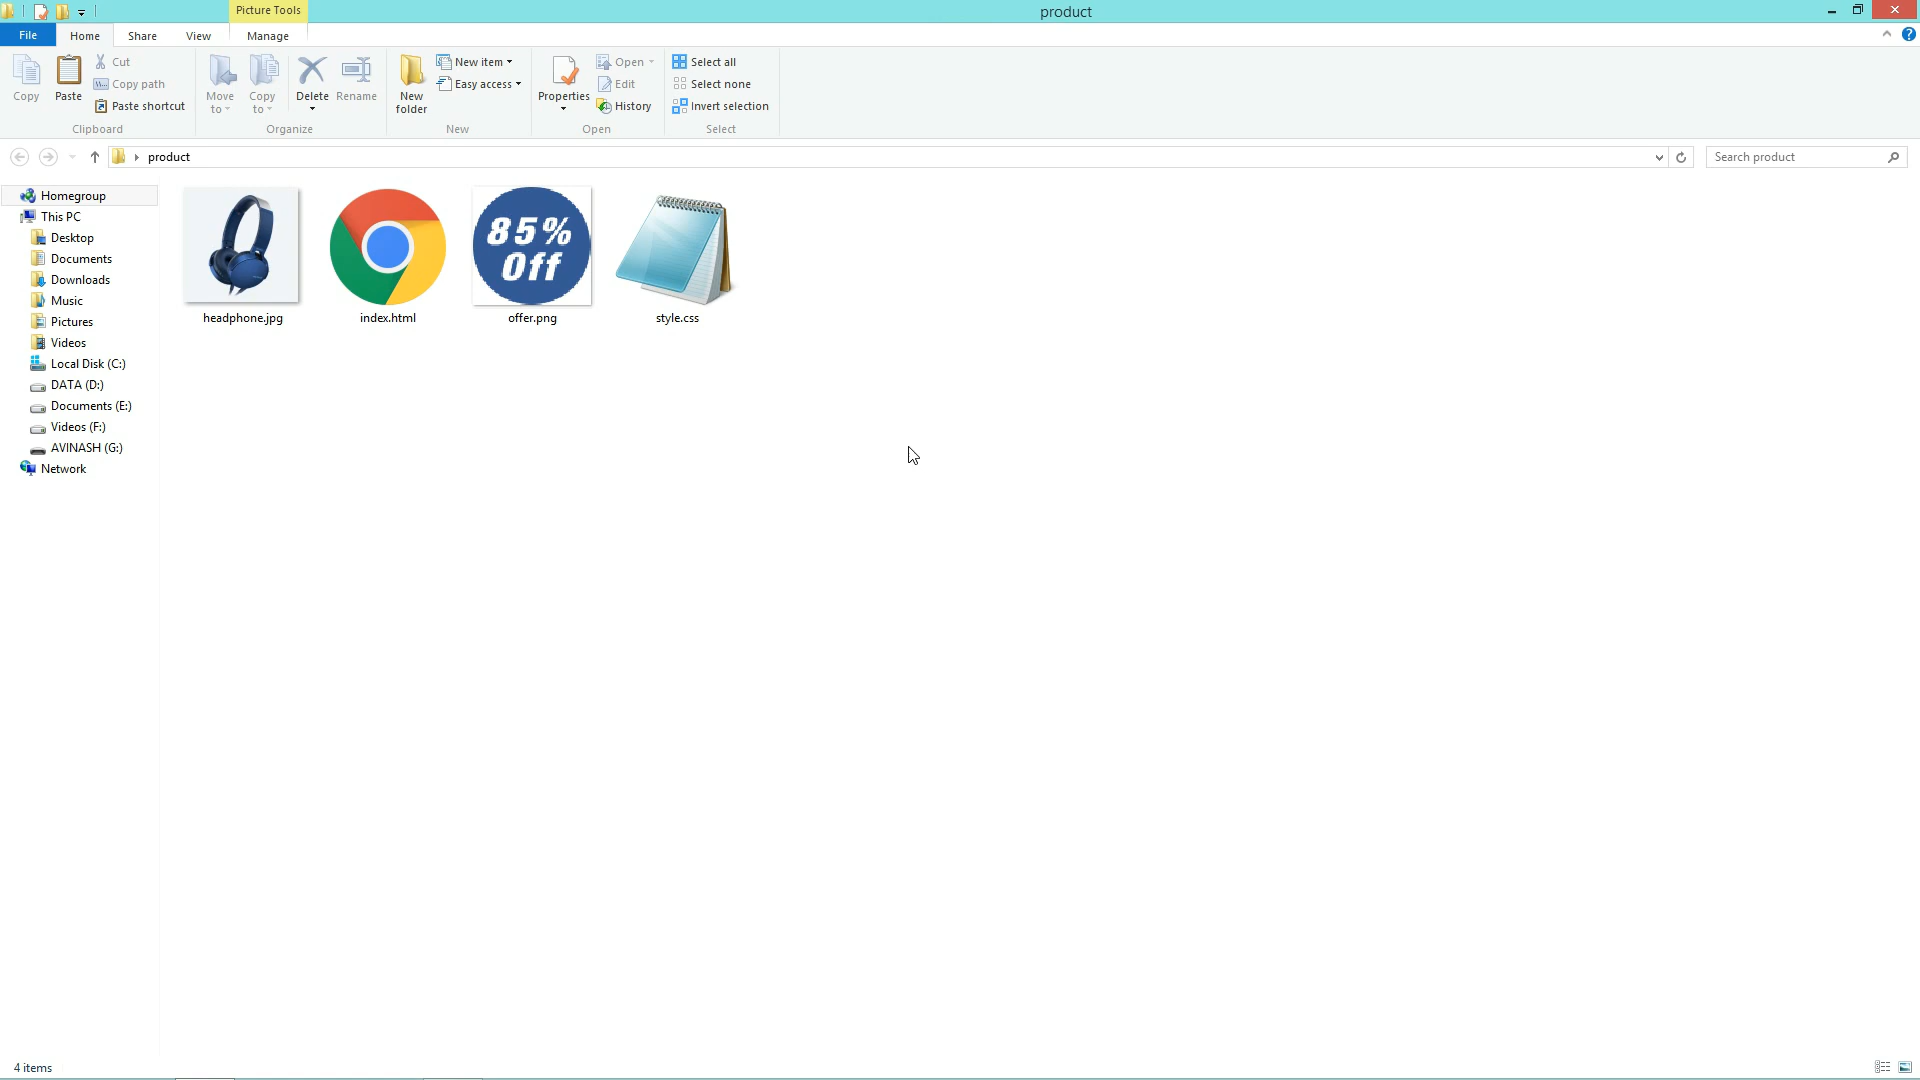 Picture Tools
product
File
Home
Share
View
Manage
Copy
Paste
Cut
Copy path
Paste shortcut
Clipboard
Move to
Copy to
Delete
Rename
Organize
New folder
New item
Easy access
New
Properties
Open
Edit
History
Open
Select all
Select none
Invert selection
Select
product
Search product
Homegroup
This PC
Desktop
Documents
Downloads
Music
Pictures
Videos
Local Disk (C:)
DATA (D:)
Documents (E:)
Videos (F:)
AVINASH (G:)
Network
85%
Off
headphone.jpg
index.html
offer.png
style.css
4 items